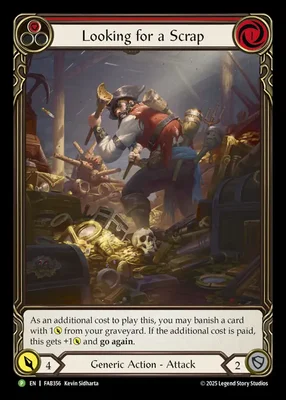 Looking for a Scrap
As an additional cost to play this, you may banish a card
with 1 from your graveyard. If the additional cost is paid,
this gets +1 and go again.
4
Generic Action - Attack
2
P EN | FAB356 Kevin Sidharta
© 2025 Legend Story Studios